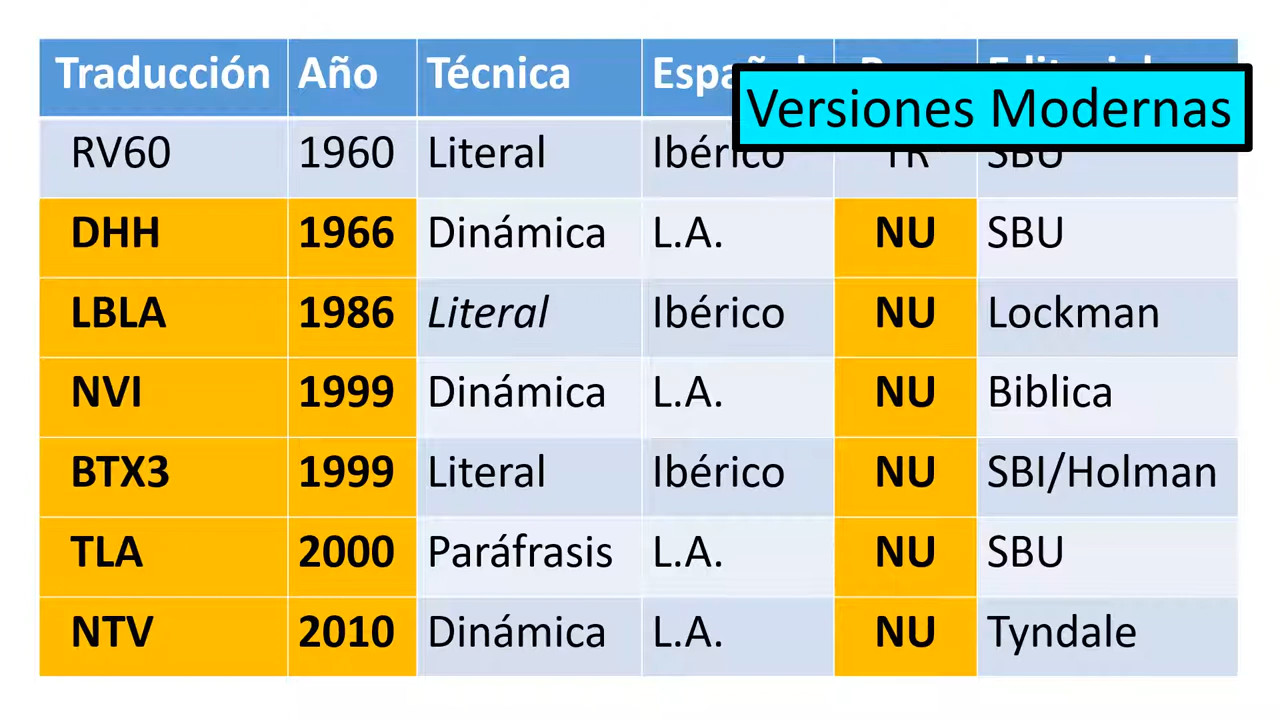 Traducción Año Técnica
Versiones Modernas
RV60 1960 Literal Ibérico TR SBU
DHH 1966 Dinámica L.A. NU SBU
LBLA 1986 Literal Ibérico NU Lockman
NVI 1999 Dinámica L.A. NU Biblica
BTX3 1999 Literal Ibérico NU SBI/Holman
TLA 2000 Paráfrasis L.A. NU SBU
NTV 2010 Dinámica L.A. NU Tyndale